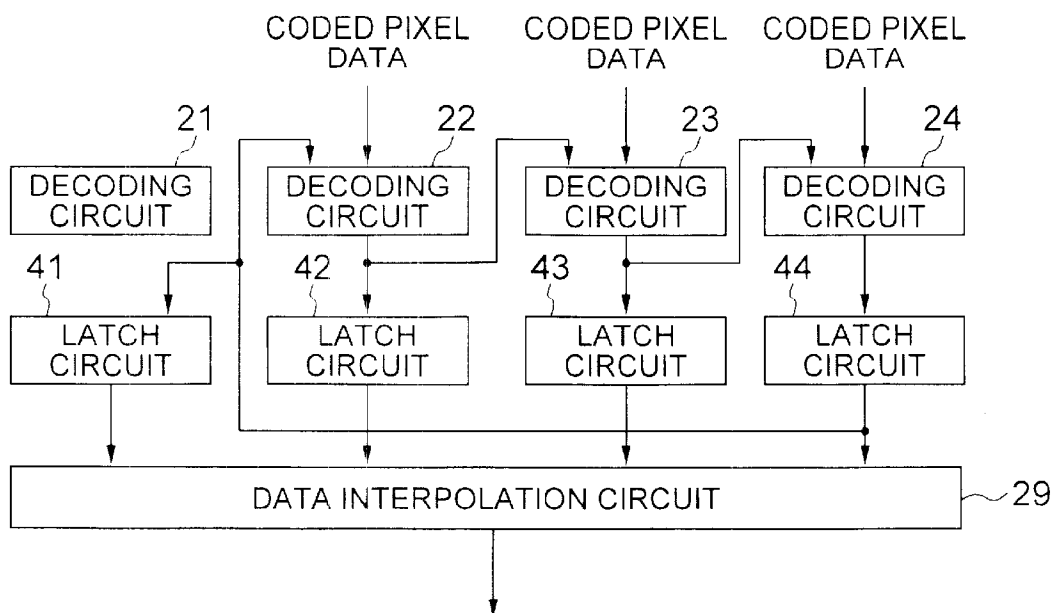 CODED PIXEL
DATA
CODED PIXEL
DATA
CODED PIXEL
DATA
21
22
23
24
DECODING
CIRCUIT
DECODING
CIRCUIT
DECODING
CIRCUIT
DECODING
CIRCUIT
41
42
43
44
LATCH
CIRCUIT
LATCH
CIRCUIT
LATCH
CIRCUIT
LATCH
CIRCUIT
DATA INTERPOLATION CIRCUIT
29